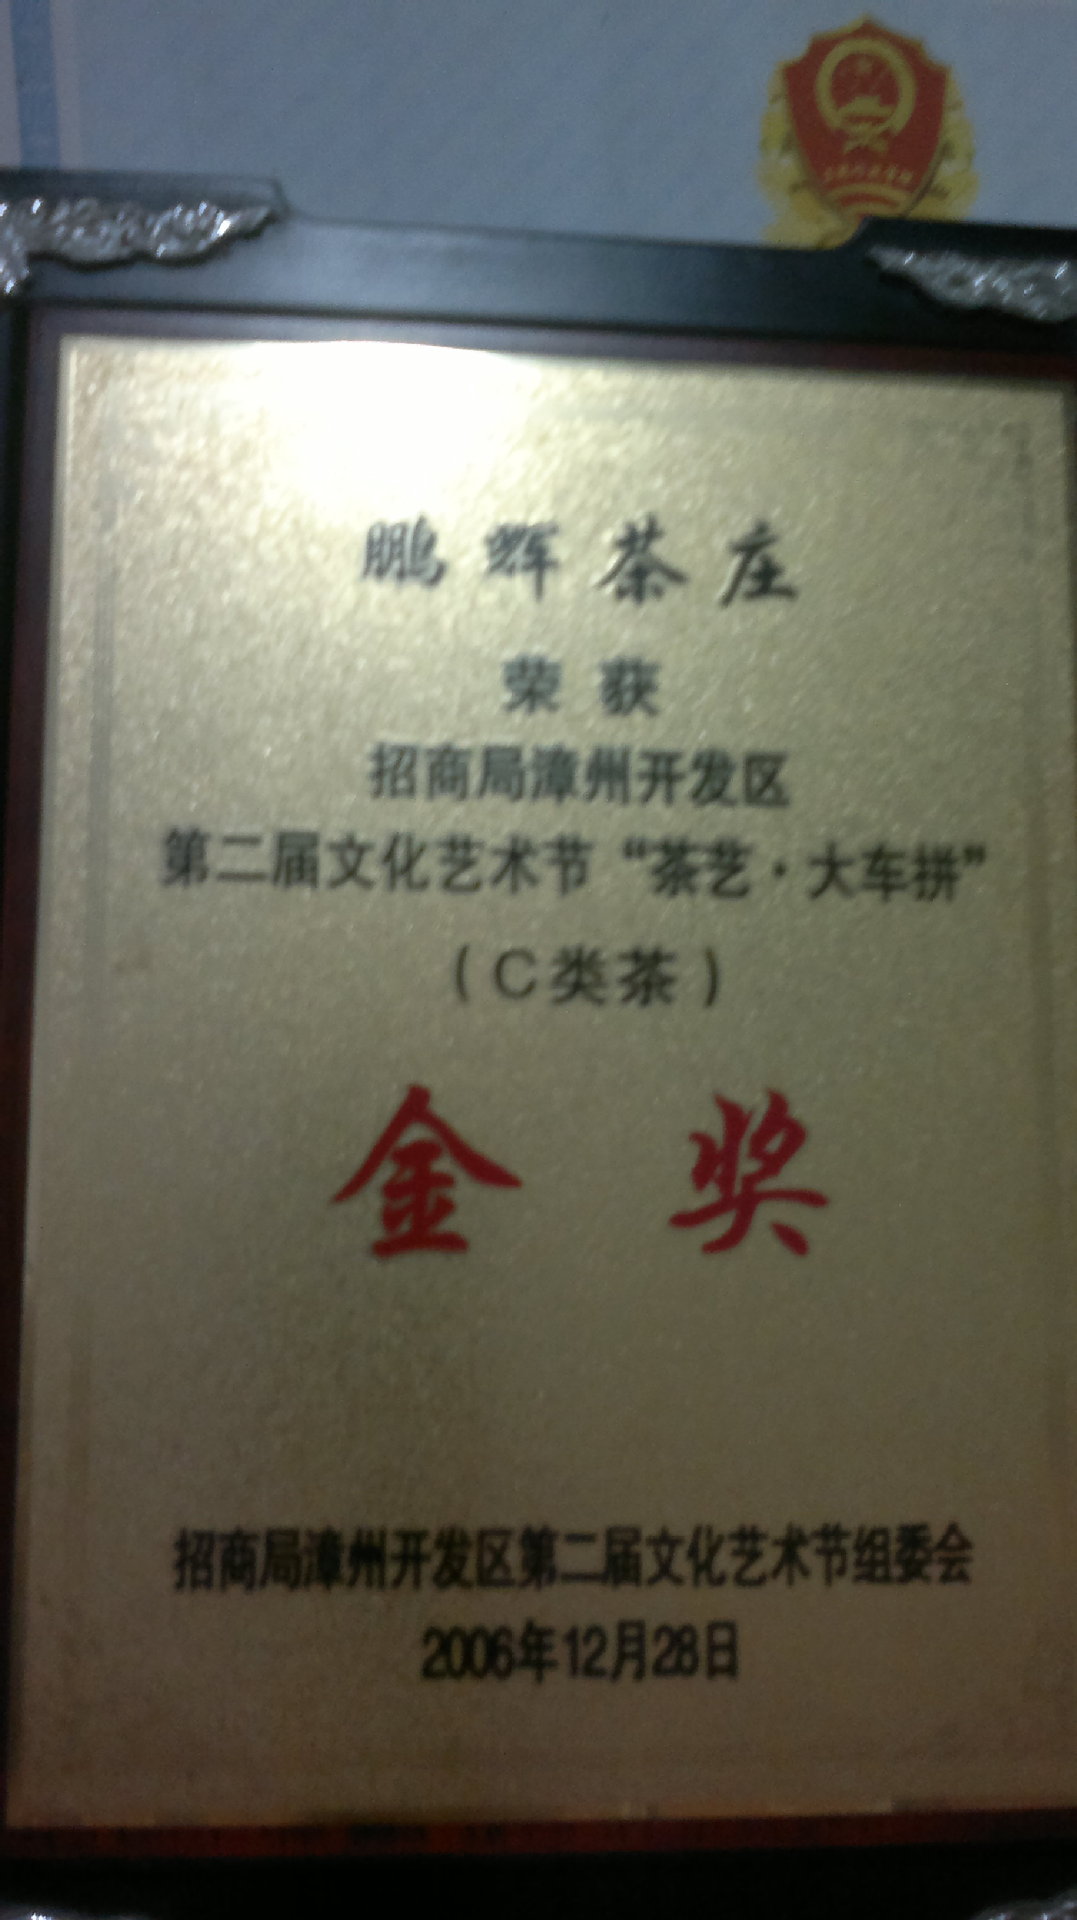 鹏辉茶庄
荣获
招商局漳州开发区
第二届文化艺术节“茶艺·大车拼”
（C类茶）
金奖
招商局漳州开发区第二届文化艺术节组委会
2006年12月28日